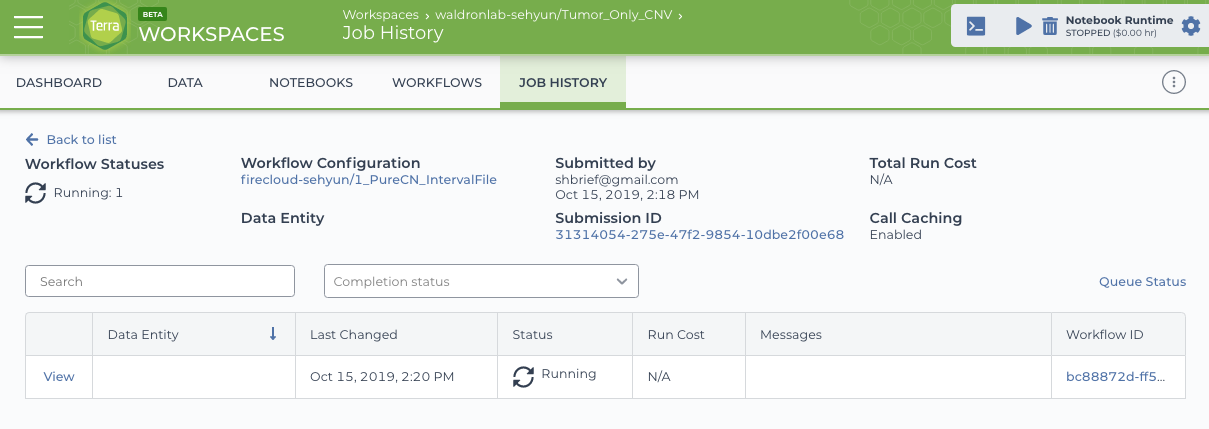 Terra
BETA
WORKSPACES
Workspaces › waldronlab-sehyun/Tumor_Only_CNV ›
Job History
Notebook Runtime
STOPPED ($0.00 hr)
DASHBOARD
DATA
NOTEBOOKS
WORKFLOWS
JOB HISTORY
Back to list
Workflow Statuses
Running: 1
Workflow Configuration
firecloud-sehyun/1_PureCN_IntervalFile
Data Entity
Submitted by
shbrief@gmail.com
Oct 15, 2019, 2:18 PM
Submission ID
31314054-275e-47f2-9854-10dbe2f00e68
Total Run Cost
N/A
Call Caching
Enabled
Search
Completion status
Queue Status
Data Entity
Last Changed
Status
Run Cost
Messages
Workflow ID
View
Oct 15, 2019, 2:20 PM
Running
N/A
bc88872d-ff5...